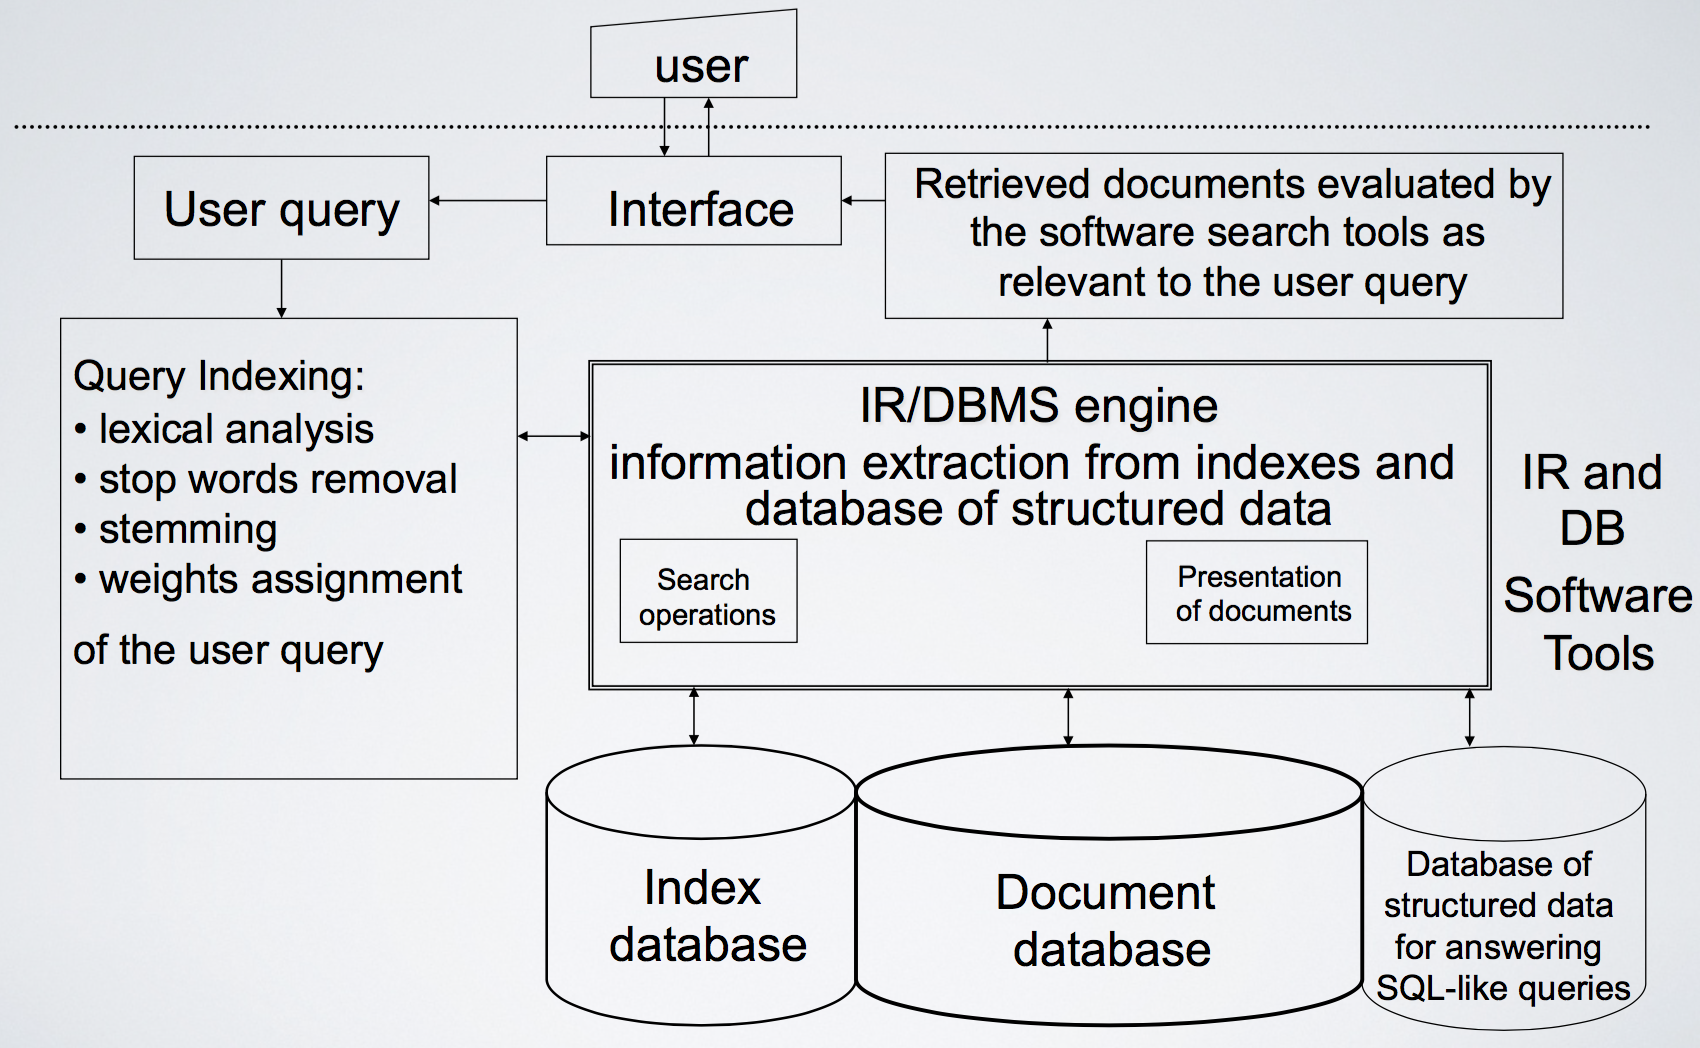 user
User query
Interface
Retrieved documents evaluated by
the software search tools as
relevant to the user query
Query Indexing:
• lexical analysis
• stop words removal
• stemming
• weights assignment
of the user query
IR/DBMS engine
information extraction from indexes and
database of structured data
Search
operations
Presentation
of documents
IR and
DB
Software
Tools
Index
database
Document
database
Database of
structured data
for answering
SQL-like queries